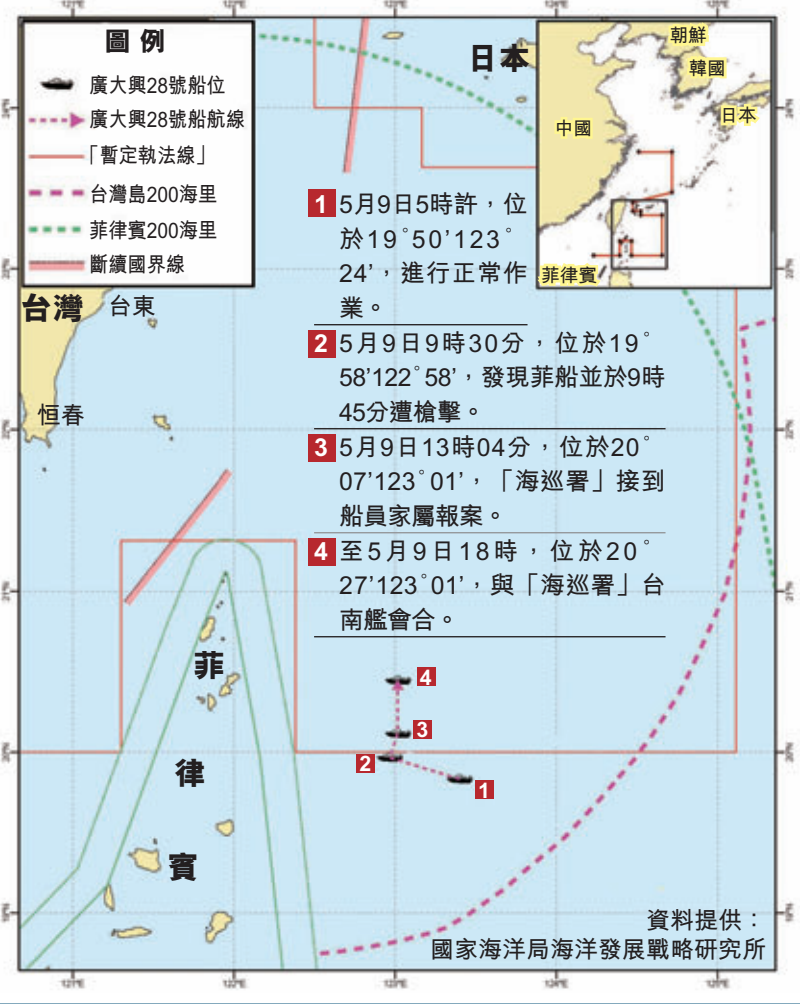 圖例
廣大興28號船位
廣大興28號船航線
「暫定執法線」
台灣島200海里
菲律賓200海里
斷續國界線
日本
朝鮮
韓國
日本
中國
菲律賓
台灣
台東
恒春
1 5月9日5時許，位
於19°50'123°
24'，進行正常作
業。
2 5月9日9時30分，位於19°
58'122°58'，發現菲船並於9時
45分遭槍擊。
3 5月9日13時04分，位於20°
07'123°01'，「海巡署」接到
船員家屬報案。
4 至5月9日18時，位於20°
27'123°01'，與「海巡署」台
南艦會合。
菲
律
賓
4
3
2
1
資料提供：
國家海洋局海洋發展戰略研究所